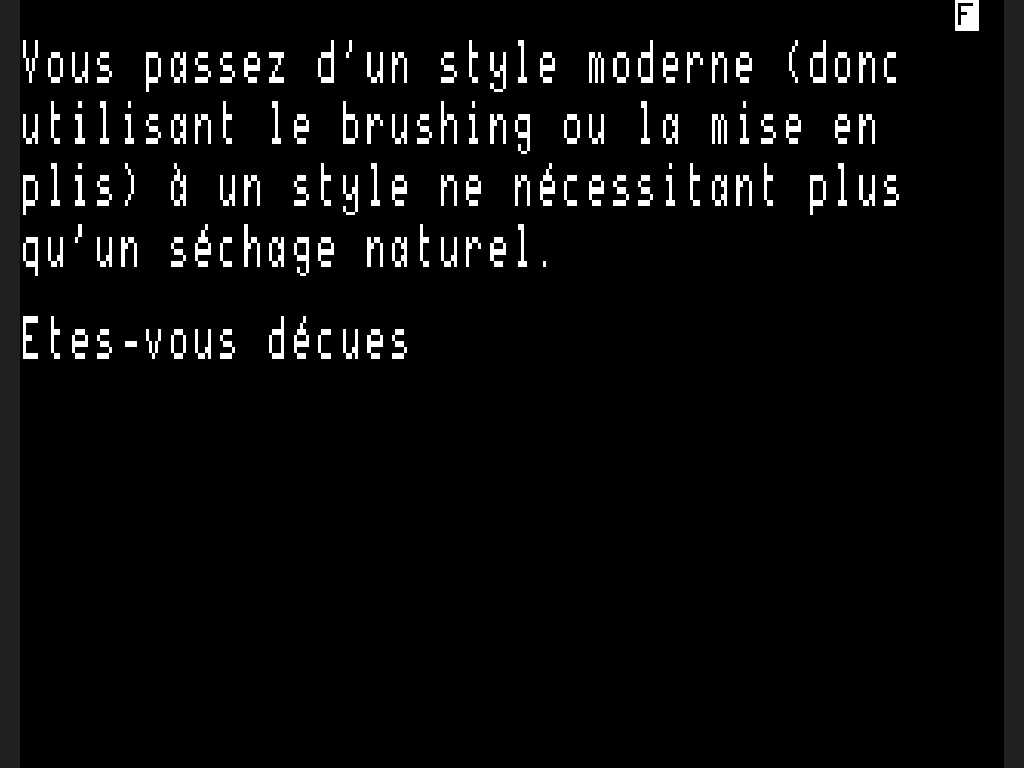 F
Vous passez d'un style moderne (donc
utilisant le brushing ou la mise en
plis) à un style ne nécessitant plus
qu'un séchage naturel.
Etes-vous décues